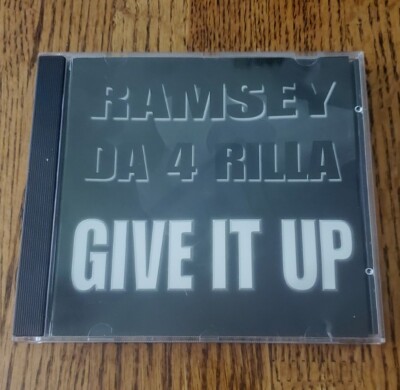 RAMSEY
DA 4 RILLA
GIVE IT UP